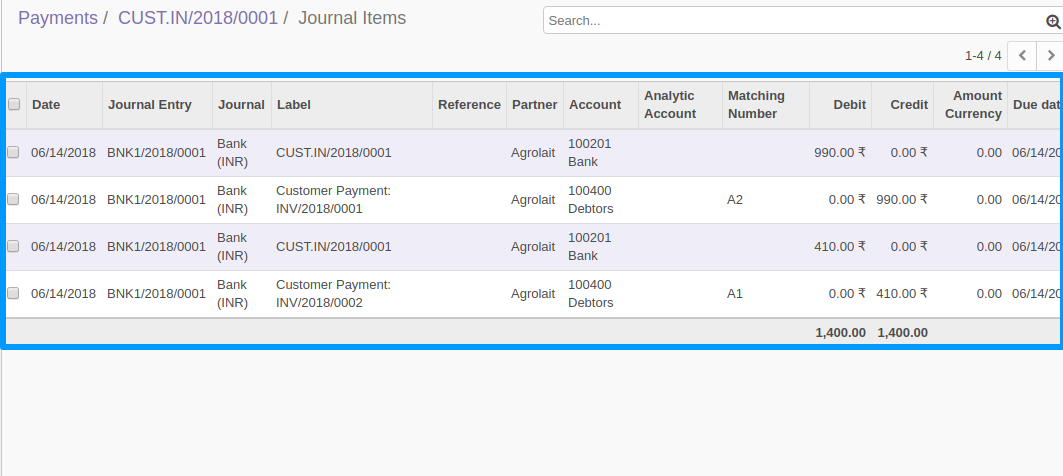 Payments / CUST.IN/2018/0001 / Journal Items
Search...
1-4 / 4
Date Journal Entry Journal Label Reference Partner Account Analytic Account Matching Number Debit Credit Amount Currency Due dat
06/14/2018 BNK1/2018/0001 Bank (INR) CUST.IN/2018/0001 Agrolait 100201 Bank 990.00 ₹ 0.00 ₹ 0.00 06/14/20
06/14/2018 BNK1/2018/0001 Bank (INR) Customer Payment: INV/2018/0001 Agrolait 100400 Debtors A2 0.00 ₹ 990.00 ₹ 0.00 06/14/20
06/14/2018 BNK1/2018/0001 Bank (INR) CUST.IN/2018/0001 Agrolait 100201 Bank 410.00 ₹ 0.00 ₹ 0.00 06/14/20
06/14/2018 BNK1/2018/0001 Bank (INR) Customer Payment: INV/2018/0002 Agrolait 100400 Debtors A1 0.00 ₹ 410.00 ₹ 0.00 06/14/20
1,400.00 1,400.00